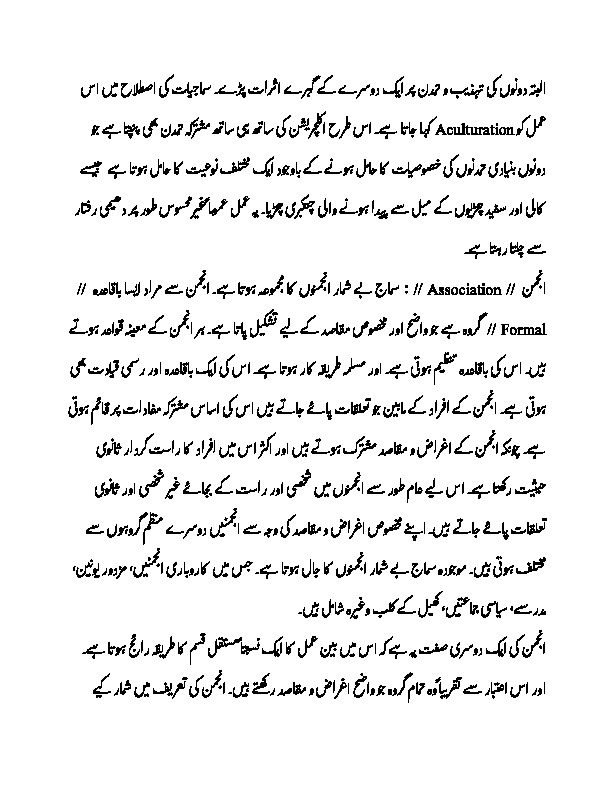 البتہ دونوں کی تہذیب و تمدن پر ایک دوسرے کے گہرے اثرات پڑے۔ سماجیات کی اصطلاح میں اس
عمل کو Aculturation کہا جاتا ہے۔ اس طرح اکلچریشن کی ساتھ ہی ساتھ مشترکہ تمدن بھی پنپتا ہے جو
دونوں بنیادی تمدنوں کی خصوصیات کا حامل ہونے کے باوجود ایک مختلف نوعیت کا حامل ہوتا ہے جیسے
کالی اور سفید چڑیوں کے میل سے پیدا ہونے والی چتکبری چڑیا۔ یہ عمل عموماًغیر محسوس طور پر دھیمی رفتار
سے چلتا رہتا ہے۔
انجمن // Association // : سماج بے شمار انجمنوں کا مجموعہ ہوتا ہے۔ انجمن سے مراد ایسا باقاعدہ //
Formal // گروہ ہے جو واضح اور مخصوص مقاصد کے لیے تشکیل پاتا ہے۔ ہر انجمن کے معینہ قواعد ہوتے
ہیں۔ اس کی باقاعدہ تنظیم ہوتی ہے۔ اور مسلمہ طریقہ کار ہوتا ہے۔ اس کی ایک باقاعدہ اور رسمی قیادت بھی
ہوتی ہے۔ انجمن کے افراد کے مابین جو تعلقات پائے جاتے ہیں اس کی اساس مشترکہ مفادات پر قائم ہوتی
ہے۔ چونکہ انجمن کے اغراض و مقاصد مشترک ہوتے ہیں اور اکثر اس میں افراد کا راست کردار ثانوی
حیثیت رکھتا ہے۔ اس لیے عام طور سے انجمنوں میں شخصی اور راست کے بجائے غیر شخصی اور ثانوی
تعلقات پائے جاتے ہیں۔ اپنے مخصوص اغراض و مقاصد کی وجہ سے انجمنیں دوسرے منظم گروہوں سے
مختلف ہوتی ہیں۔ موجودہ سماج بے شمار انجمنوں کا جال ہوتا ہے۔ جس میں کاروباری انجمنیں، مزدور یونین،
مدرسے، سیاسی جماعتیں، کھیل کے کلب وغیرہ شامل ہیں۔
انجمن کی ایک دوسری صفت یہ ہے کہ اس میں بین عمل کا ایک نسبتاًمستقل قسم کا طریقہ رائج ہوتا ہے۔
اور اس اعتبار سے تقریباًوہ تمام گروہ جو واضح اغراض و مقاصد رکھتے ہیں۔ انجمن کی تعریف میں شمار کیے